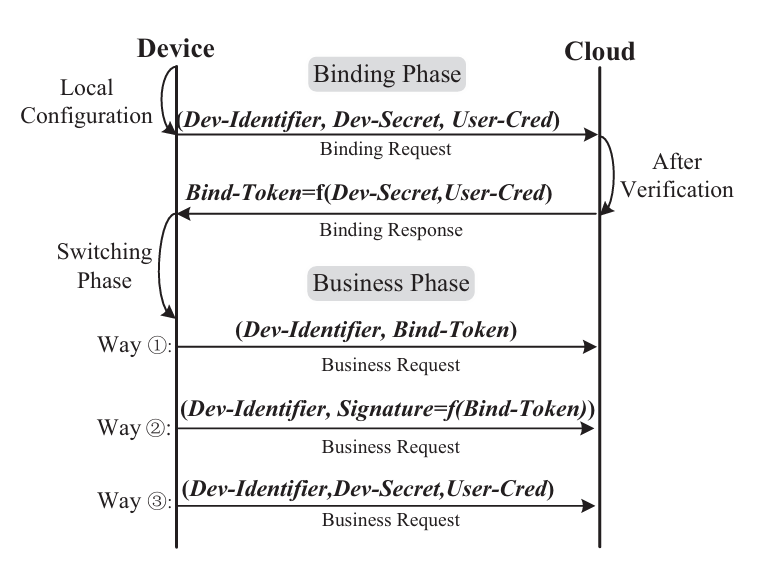 Device
Cloud
Binding Phase
Local
Configuration
(Dev-Identifier, Dev-Secret, User-Cred)
Binding Request
After
Verification
Bind-Token=f(Dev-Secret,User-Cred)
Binding Response
Switching
Phase
Business Phase
(Dev-Identifier, Bind-Token)
Way ①:
Business Request
(Dev-Identifier, Signature=f(Bind-Token))
Way ②:
Business Request
(Dev-Identifier,Dev-Secret,User-Cred)
Way ③:
Business Request